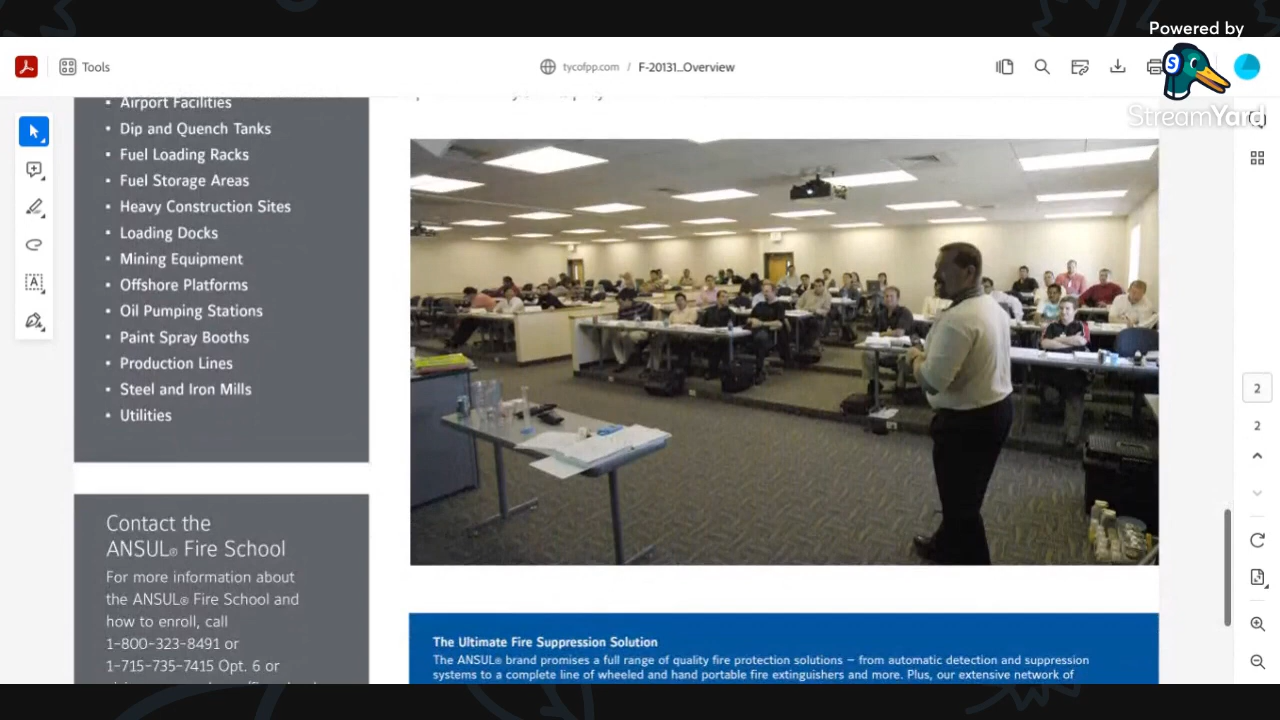 Powered by
StreamYard
Tools
tycofpp.com / F-20131_Overview
• Airport Facilities
• Dip and Quench Tanks
• Fuel Loading Racks
• Fuel Storage Areas
• Heavy Construction Sites
• Loading Docks
• Mining Equipment
• Offshore Platforms
• Oil Pumping Stations
• Paint Spray Booths
• Production Lines
• Steel and Iron Mills
• Utilities
Contact the
ANSUL® Fire School
For more information about
the ANSUL® Fire School and
how to enroll, call
1-800-323-8491 or
1-715-735-7415 Opt. 6 or
The Ultimate Fire Suppression Solution
The ANSUL® brand promises a full range of quality fire protection solutions – from automatic detection and suppression
systems to a complete line of wheeled and hand portable fire extinguishers and more. Plus, our extensive network of
2
2